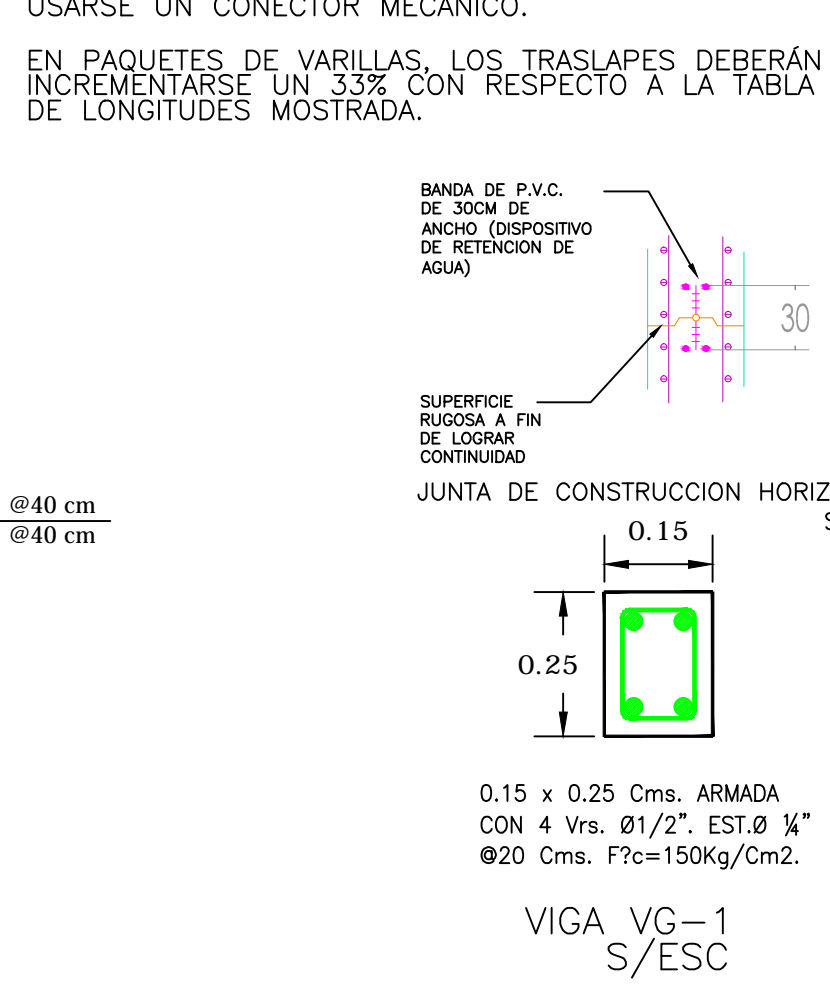 USARSE UN CONECTOR MECANICO.
EN PAQUETES DE VARILLAS, LOS TRASLAPES DEBERÁN
INCREMENTARSE UN 33% CON RESPECTO A LA TABLA
DE LONGITUDES MOSTRADA.
BANDA DE P.V.C.
DE 30CM DE
ANCHO (DISPOSITIVO
DE RETENCION DE
AGUA)
30
SUPERFICIE
RUGOSA A FIN
DE LOGRAR
CONTINUIDAD
@40 cm
@40 cm
JUNTA DE CONSTRUCCION HORIZ
S
0.15
0.25
0.15 x 0.25 Cms. ARMADA
CON 4 Vrs. Ø1/2”. EST.Ø ¼”
@20 Cms. F?c=150Kg/Cm2.
VIGA VG-1
S/ESC